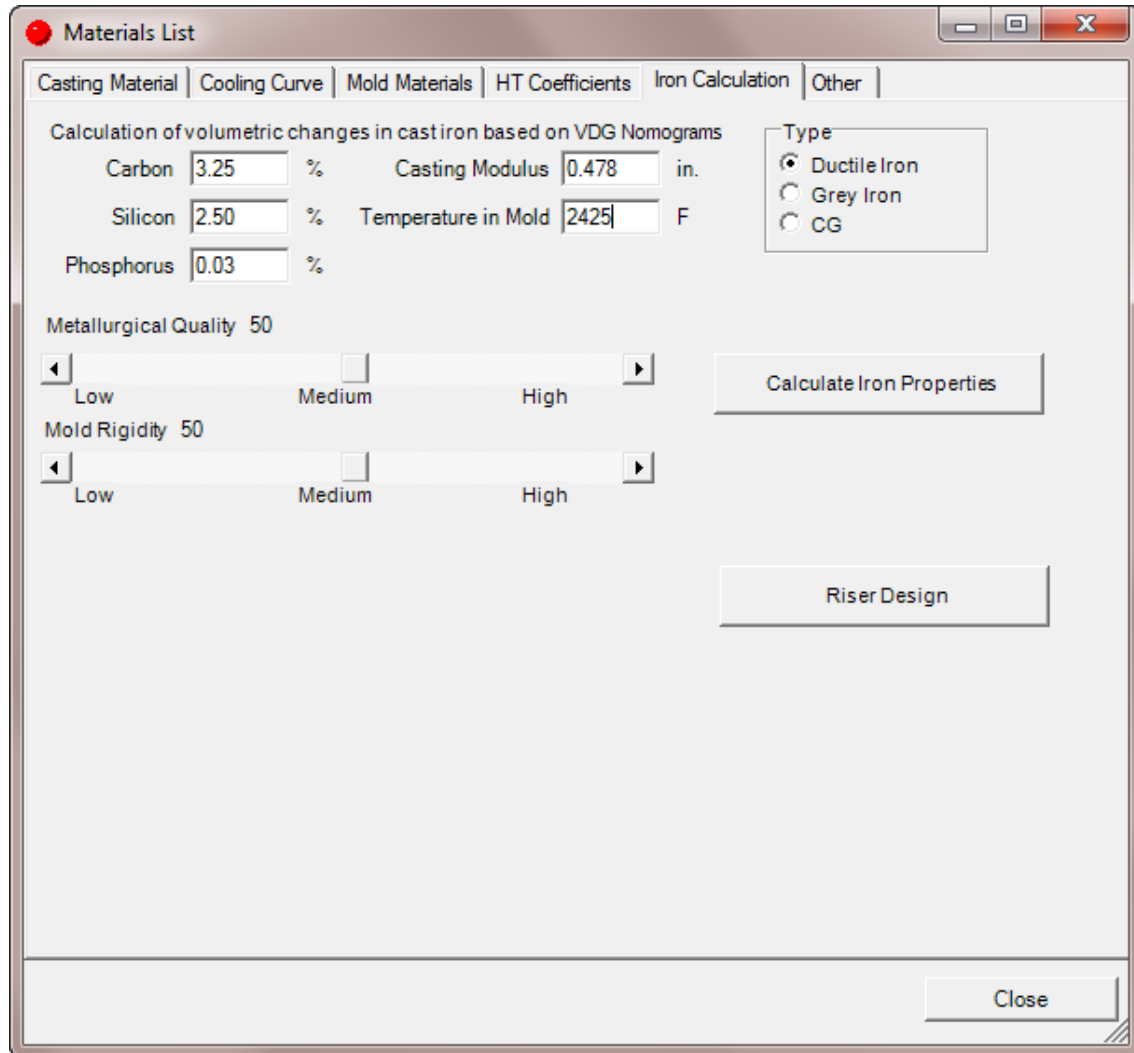 Materials List
Casting Material Cooling Curve Mold Materials HT Coefficients Iron Calculation Other
Calculation of volumetric changes in cast iron based on VDG Nomograms
Type
Carbon 3.25 % Casting Modulus 0.478 in.
Ductile Iron
Grey Iron
Silicon 2.50 % Temperature in Mold 2425 F
CG
Phosphorus 0.03 %
Metallurgical Quality 50
Low Medium High
Calculate Iron Properties
Mold Rigidity 50
Low Medium High
Riser Design
Close